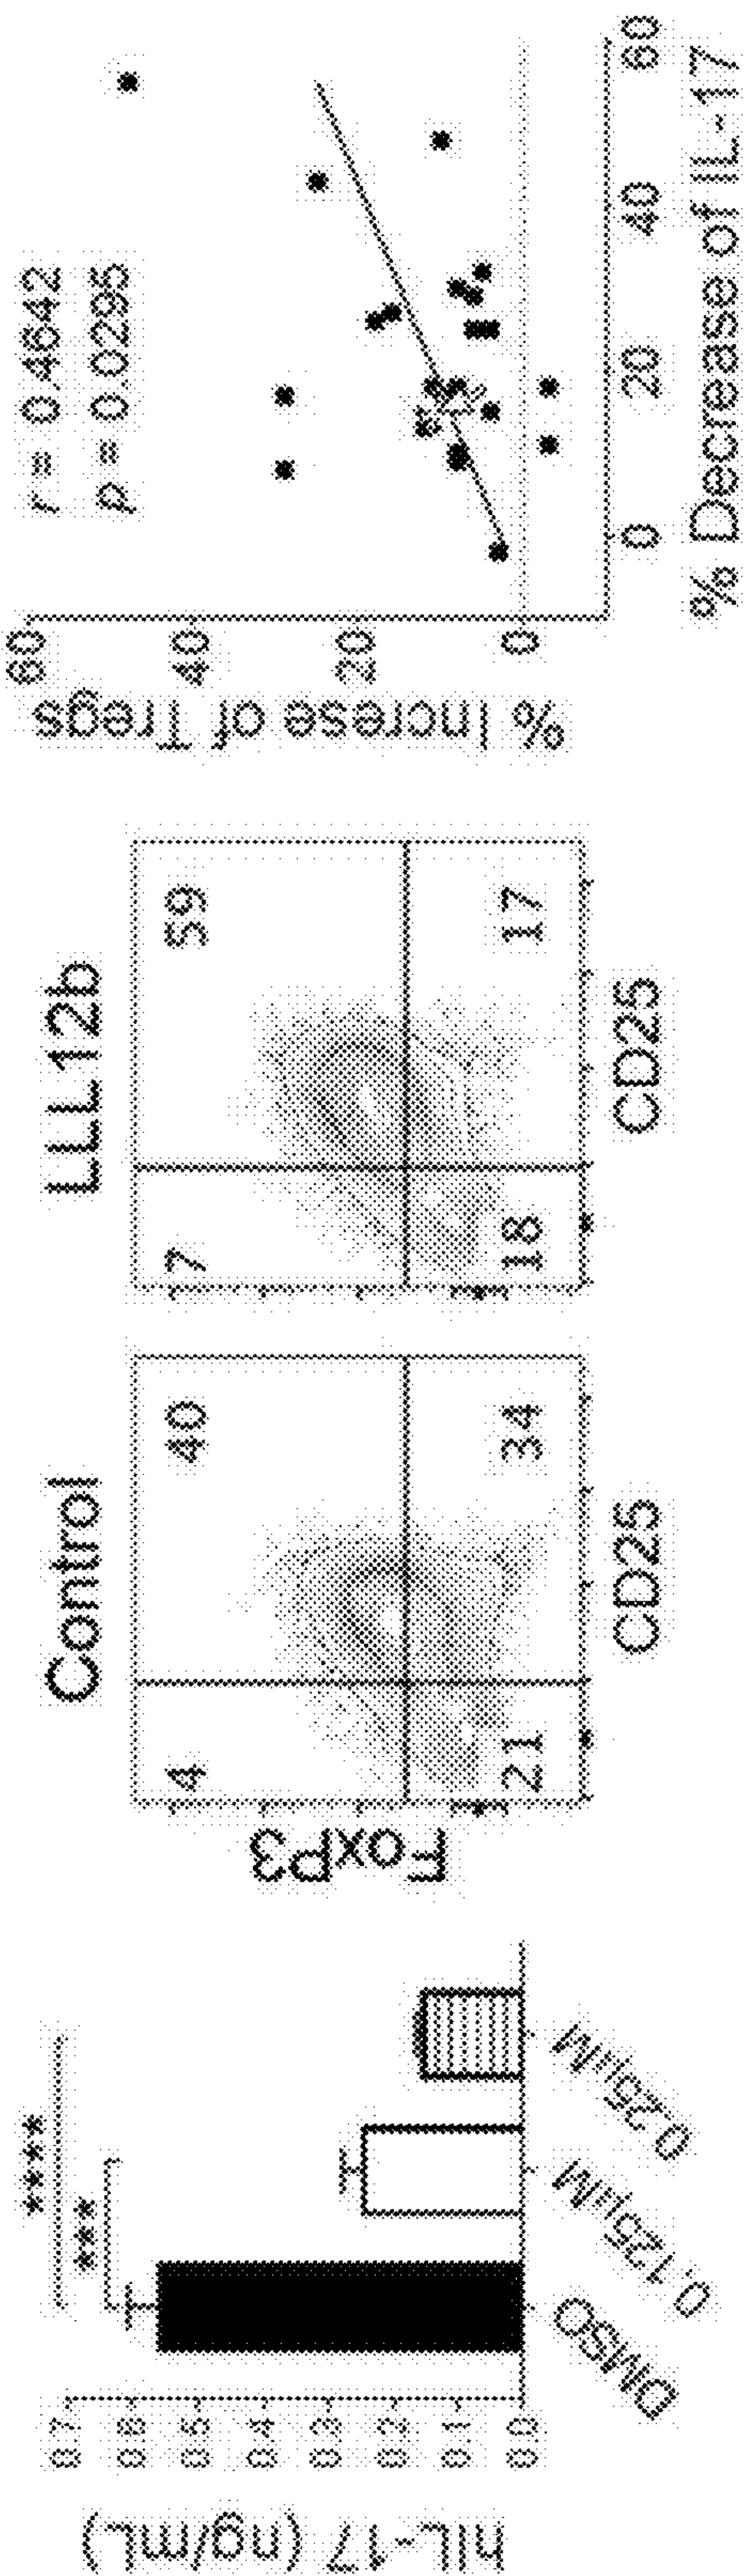 hIL-17 (ng/mL)
0.7
0.6
0.5
0.4
0.3
0.2
0.1
0.0
****
***
DMSO
0.125µM
0.25µM
Control
FoxP3
4
40
21
34
CD25
LLL12b
7
59
18
17
CD25
% Increse of Tregs
60
40
20
0
r = 0.4642
p = 0.0295
0
20
40
60
% Decrease of IL-17